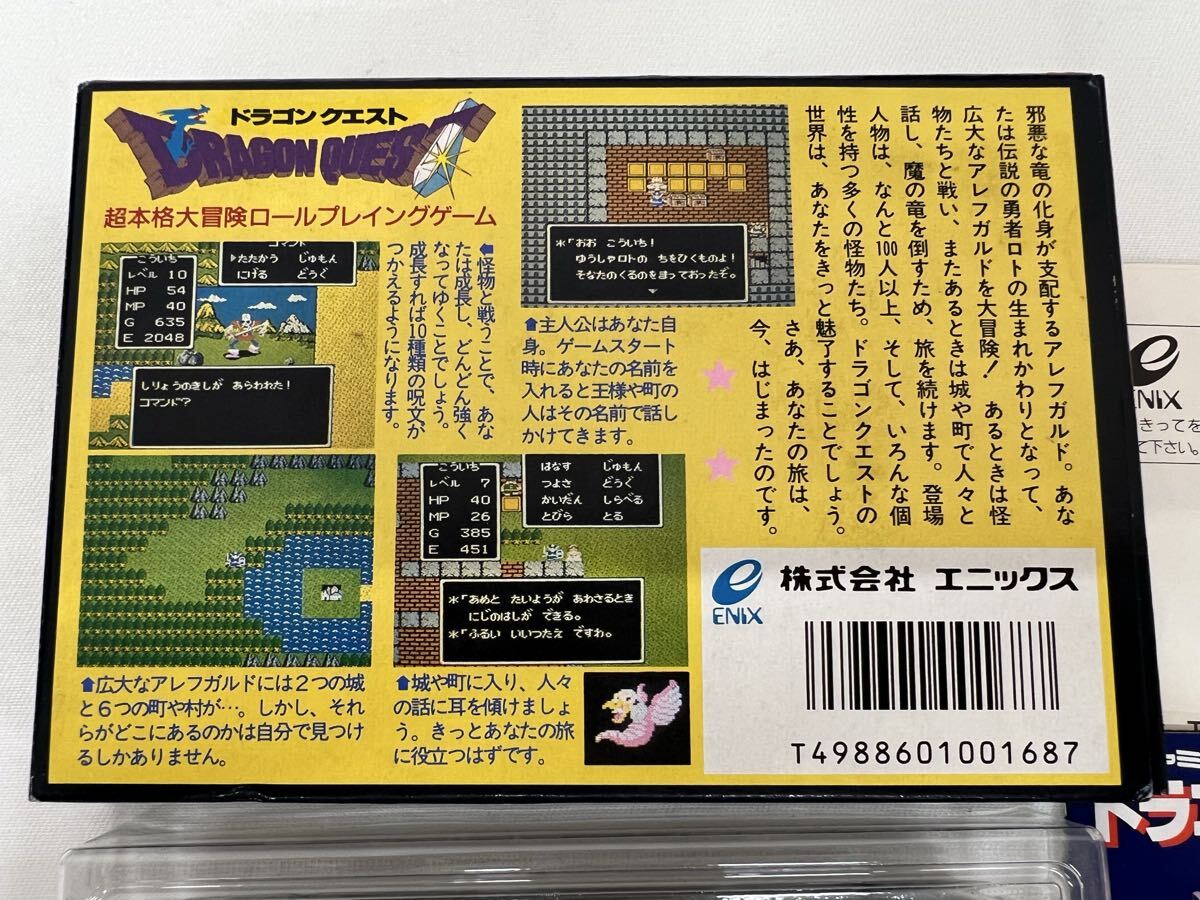 ドラゴンクエスト
DRAGON QUEST
超本格大冒険ロールプレイングゲーム
邪悪な竜の化身が支配するアレフガルド。あな
たは伝説の勇者ロトの生まれかわりとなって、
広大なアレフガルドを大冒険！　あるときは怪
物たちと戦い、またあるときは城や町で人々と
話し、魔の竜を倒すため、旅を続けます。登場
人物は、なんと100人以上、そして、いろんな個
性を持つ多くの怪物たち。ドラゴンクエストの
世界は、あなたをきっと魅了することでしょう。
さあ、あなたの旅は、
今、はじまったのです。
こういち
レベル 10
HP 54
MP 40
G 635
E 2048
コマンド
▶たたかう じゅもん
にげる どうぐ
しりょうのきしが あらわれた！
コマンド？
⬅怪物と戦うことで、あな
たは成長し、どんどん強く
なってゆくことでしょう。
成長すれば10種類の呪文が
つかえるようになります。
＊「おお こういち！
ゆうしゃロトの ちをひくものよ！
そなたのくるのをまっておったぞ。
⬆主人公はあなた自
身。ゲームスタート
時にあなたの名前を
入れると王様や町の
人はその名前で話し
かけてきます。
こういち
レベル 7
HP 40
MP 26
G 385
E 451
はなす じゅもん
つよさ どうぐ
かいだん しらべる
とびら とる
＊「あめと たいようが あわさるとき
にじのはしが できる。
＊「ふるい いいつたえ ですわ。
⬆広大なアレフガルドには2つの城
と6つの町や村が…。しかし、それ
らがどこにあるのかは自分で見つけ
るしかありません。
⬆城や町に入り、人々
の話に耳を傾けましょ
う。きっとあなたの旅
に役立つはずです。
ENIX
株式会社 エニックス
T4988601001687
ENIX
きってを
て下さい。
ドラ